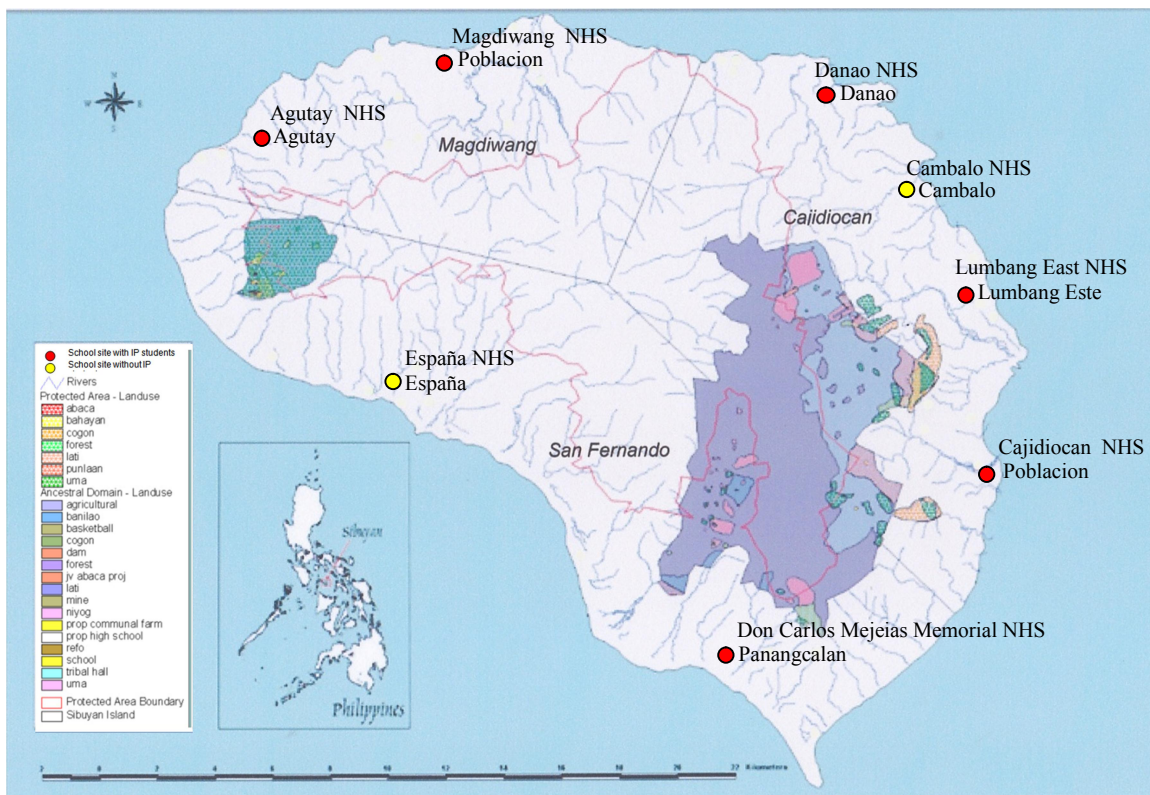 Magdiwang NHS
Poblacion
Danao NHS
Danao
N
W E
S
Agutay NHS
Agutay
Magdiwang
Cambalo NHS
Cambalo
Cajidiocan
Lumbang East NHS
Lumbang Este
España NHS
España
San Fernando
Cajidiocan NHS
Poblacion
Don Carlos Mejeias Memorial NHS
Panangcalan
School site with IP students
School site without IP
Rivers
Protected Area - Landuse
abaca
bahayan
cogon
forest
lati
punlaan
uma
Ancestral Domain - Landuse
agricultural
banilao
basketball
cogon
dam
forest
jv abaca proj
lati
mine
niyog
prop communal farm
prop high school
refo
school
tribal hall
uma
Protected Area Boundary
Sibuyan Island
Sibuyan
Philippines
2 0 2 4 6 8 10 12 14 16 18 20 22 Kilometers